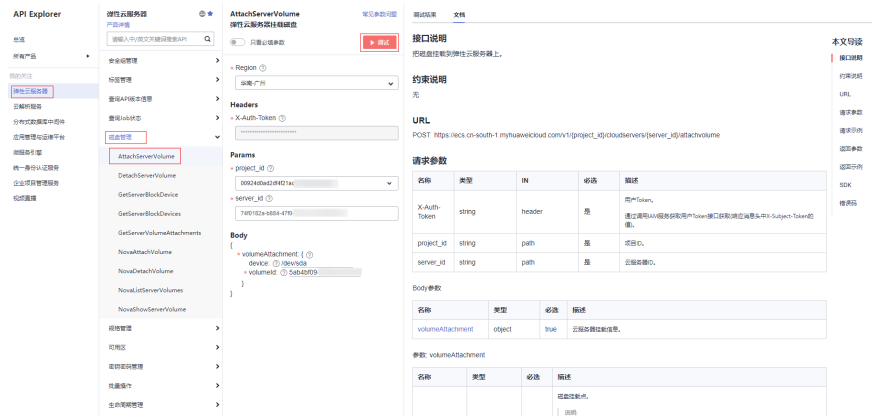 API Explorer
总览
所有产品
我的关注
弹性云服务器
云解析服务
分布式数据库中间件
应用管理与运维平台
微服务引擎
统一身份认证服务
企业项目管理服务
视频直播
弹性云服务器
产品详情
请输入中/英文关键词搜索API
安全组管理
标签管理
查询API版本信息
查询Job状态
磁盘管理
AttachServerVolume
DetachServerVolume
GetServerBlockDevice
GetServerBlockDevices
GetServerVolumeAttachments
NovaAttachVolume
NovaDetachVolume
NovaListServerVolumes
NovaShowServerVolume
规格管理
可用区
密钥密码管理
批量操作
生命周期管理
AttachServerVolume
常见参数问题
弹性云服务器挂载磁盘
只看必填参数
调试
* Region
华南-广州
Headers
* X-Auth-Token
************************
Params
* project_id
00924d0ad2df4f21ac
* server_id
74f0182a-b884-47f9-
Body
{
* volumeAttachment: {
device: /dev/sda
* volumeId: 5ab4bf09
}
}
调试结果 文档
接口说明
把磁盘挂载到弹性云服务器上。
约束说明
无
URL
POST https://ecs.cn-south-1.myhuaweicloud.com/v1/{project_id}/cloudservers/{server_id}/attachvolume
请求参数
名称 类型 IN 必选 描述
X-Auth-Token string header 是 用户Token。
通过调用IAM服务获取用户Token接口获取(响应消息头中X-Subject-Token的值)。
project_id string path 是 项目ID。
server_id string path 是 云服务器ID。
Body参数
名称 类型 必选 描述
volumeAttachment object true 云服务器挂载信息。
参数: volumeAttachment
名称 类型 必选 描述
磁盘挂载点。
说明:
本文导读
接口说明
约束说明
URL
请求参数
请求示例
返回参数
返回示例
SDK
错误码